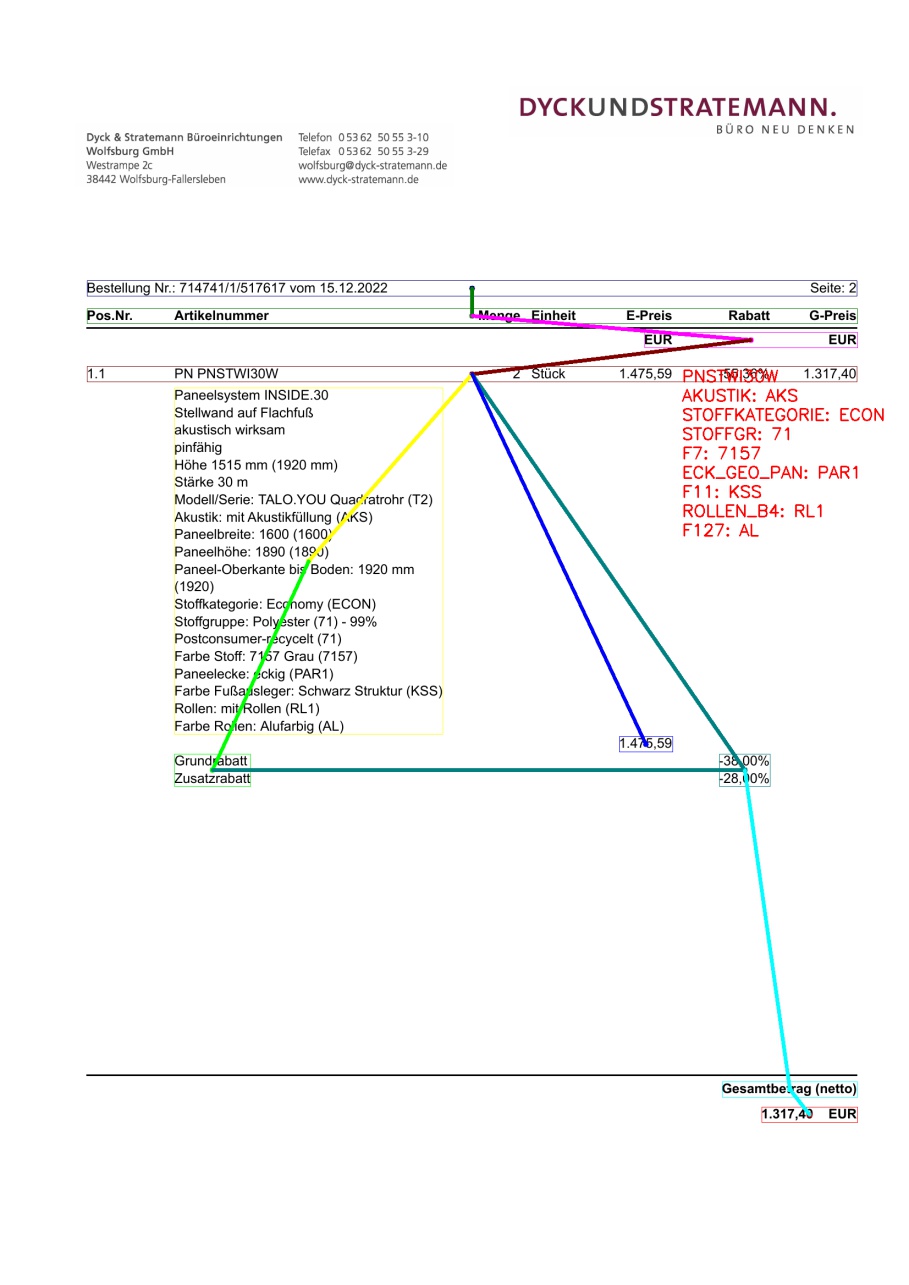 DYCKUNDSTRATEMANN.
BÜRO NEU DENKEN
Dyck & Stratemann Büroeinrichtungen Telefon 05362 50 55 3-10
Wolfsburg GmbH Telefax 05362 50 55 3-29
Westrampe 2c wolfsburg@dyck-stratemann.de
38442 Wolfsburg-Fallersleben www.dyck-stratemann.de
Bestellung Nr.: 714741/1/517617 vom 15.12.2022 Seite: 2
Pos.Nr. Artikelnummer Menge Einheit E-Preis Rabatt G-Preis
EUR EUR
1.1 PN PNSTWI30W 2 Stück 1.475,59 -55,36% 1.317,40
PNSTWI30W
AKUSTIK: AKS
STOFFKATEGORIE: ECON
STOFFGR: 71
F7: 7157
ECK_GEO_PAN: PAR1
F11: KSS
ROLLEN_B4: RL1
F127: AL
Paneelsystem INSIDE.30
Stellwand auf Flachfuß
akustisch wirksam
pinfähig
Höhe 1515 mm (1920 mm)
Stärke 30 m
Modell/Serie: TALO.YOU Quadratrohr (T2)
Akustik: mit Akustikfüllung (AKS)
Paneelbreite: 1600 (1600)
Paneelhöhe: 1890 (1890)
Paneel-Oberkante bis Boden: 1920 mm
(1920)
Stoffkategorie: Economy (ECON)
Stoffgruppe: Polyester (71) - 99%
Postconsumer-recycelt (71)
Farbe Stoff: 7157 Grau (7157)
Paneelecke: eckig (PAR1)
Farbe Fußausleger: Schwarz Struktur (KSS)
Rollen: mit Rollen (RL1)
Farbe Rollen: Alufarbig (AL)
1.475,59
Grundrabatt -38,00%
Zusatzrabatt -28,00%
Gesamtbetrag (netto)
1.317,40 EUR